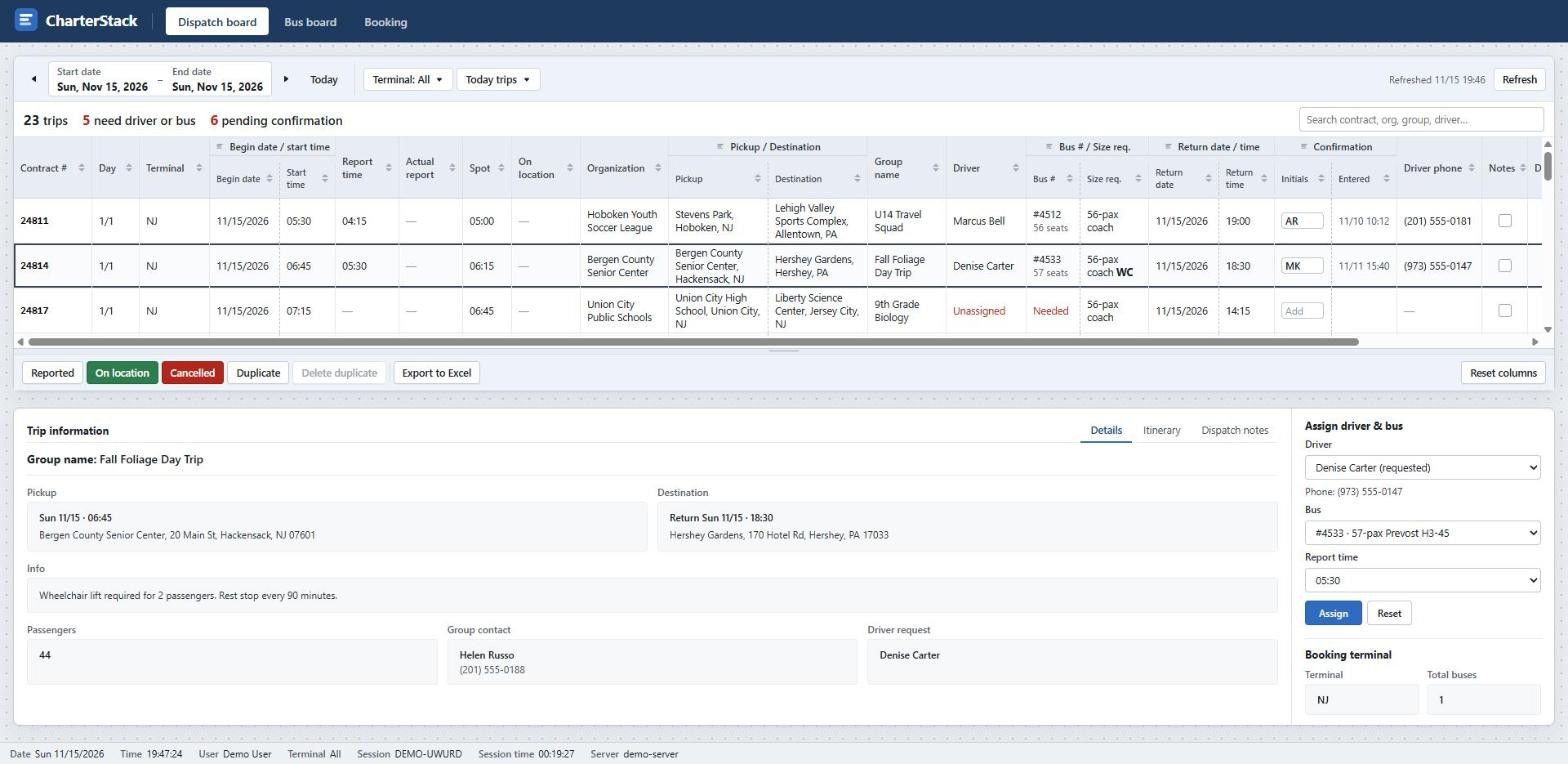 CharterStack
Dispatch board
Bus board
Booking
Start date
Sun, Nov 15, 2026
–
End date
Sun, Nov 15, 2026
Today
Terminal: All
Today trips
Refreshed 11/15 19:46
Refresh
23 trips 5 need driver or bus 6 pending confirmation
Search contract, org, group, driver...
Begin date / start time
Pickup / Destination
Bus # / Size req.
Return date / time
Confirmation
Contract #
Day
Terminal
Begin date
Start
time
Report
time
Actual
report
Spot
On
location
Organization
Pickup
Destination
Group
name
Driver
Bus #
Size req.
Return
date
Return
time
Initials
Entered
Driver phone
Notes
D
24811
1/1
NJ
11/15/2026
05:30
04:15
—
05:00
—
Hoboken Youth
Soccer League
Stevens Park,
Hoboken, NJ
Lehigh Valley
Sports Complex,
Allentown, PA
U14 Travel
Squad
Marcus Bell
#4512
56 seats
56-pax
coach
11/15/2026
19:00
AR
11/10 10:12
(201) 555-0181
24814
1/1
NJ
11/15/2026
06:45
05:30
—
06:15
—
Bergen County
Senior Center
Bergen County
Senior Center,
Hackensack, NJ
Hershey Gardens,
Hershey, PA
Fall Foliage
Day Trip
Denise Carter
#4533
57 seats
56-pax
coach WC
11/15/2026
18:30
MK
11/11 15:40
(973) 555-0147
24817
1/1
NJ
11/15/2026
07:15
—
—
06:45
—
Union City
Public Schools
Union City High
School, Union City,
NJ
Liberty Science
Center, Jersey City,
NJ
9th Grade
Biology
Unassigned
Needed
56-pax
coach
11/15/2026
14:15
Add
—
Reported
On location
Cancelled
Duplicate
Delete duplicate
Export to Excel
Reset columns
Trip information
Details
Itinerary
Dispatch notes
Group name: Fall Foliage Day Trip
Pickup
Sun 11/15 · 06:45
Bergen County Senior Center, 20 Main St, Hackensack, NJ 07601
Destination
Return Sun 11/15 · 18:30
Hershey Gardens, 170 Hotel Rd, Hershey, PA 17033
Info
Wheelchair lift required for 2 passengers. Rest stop every 90 minutes.
Passengers
44
Group contact
Helen Russo
(201) 555-0188
Driver request
Denise Carter
Assign driver & bus
Driver
Denise Carter (requested)
Phone: (973) 555-0147
Bus
#4533 · 57-pax Prevost H3-45
Report time
05:30
Assign
Reset
Booking terminal
Terminal
NJ
Total buses
1
Date Sun 11/15/2026 Time 19:47:24 User Demo User Terminal All Session DEMO-UWURD Session time 00:19:27 Server demo-server